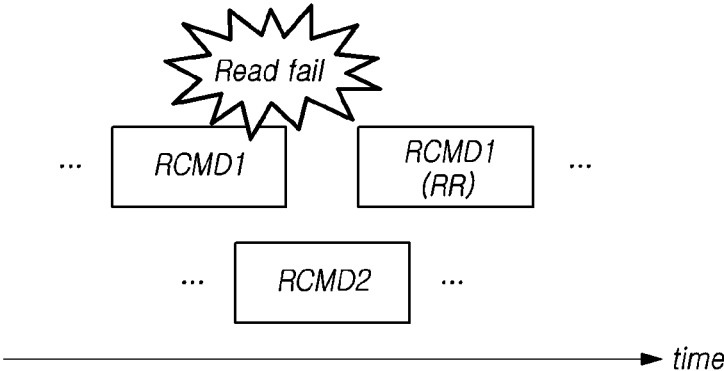 Read fail
... RCMD1 RCMD1 ...
(RR)
... RCMD2 ...
time